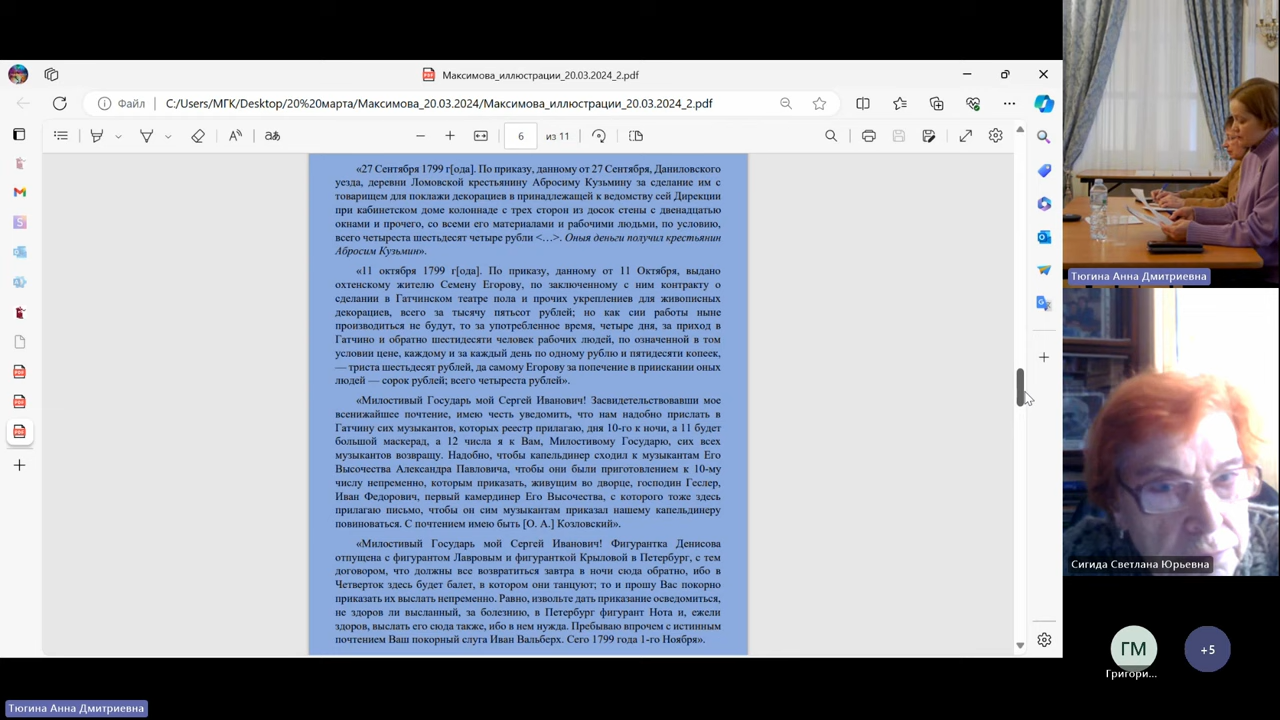 Максимова_иллюстрации_20.03.2024_2.pdf
Файл
C:/Users/МГК/Desktop/20%20марта/Максимова_20.03.2024/Максимова_иллюстрации_20.03.2024_2.pdf
6 из 11
«27 Сентября 1799 г[ода]. По приказу, данному от 27 Сентября, Даниловского
уезда, деревни Ломовской крестьянину Абросиму Кузьмину за сделание им с
товарищем для поклажи декорациев в принадлежащей к ведомству сей Дирекции
при кабинетском доме колоннаде с трех сторон из досок стены с двенадцатью
окнами и прочего, со всеми его материалами и рабочими людьми, по условию,
всего четыреста шестьдесят четыре рубли <…>. Оныя деньги получил крестьянин
Абросим Кузьмин».
«11 октября 1799 г[ода]. По приказу, данному от 11 Октября, выдано
охтенскому жителю Семену Егорову, по заключенному с ним контракту о
сделании в Гатчинском театре пола и прочих укреплениев для живописных
декорациев, всего за тысячу пятьсот рублей; но как сии работы ныне
производиться не будут, то за употребленное время, четыре дня, за приход в
Гатчино и обратно шестидесяти человек рабочих людей, по означенной в том
условии цене, каждому и за каждый день по одному рублю и пятидесяти копеек,
— триста шестьдесят рублей, да самому Егорову за попечение в приискании оных
людей — сорок рублей; всего четыреста рублей».
«Милостивый Государь мой Сергей Иванович! Засвидетельствовавши мое
всенижайшее почтение, имею честь уведомить, что нам надобно прислать в
Гатчину сих музыкантов, которых реестр прилагаю, дня 10-го к ночи, а 11 будет
большой маскерад, а 12 числа я к Вам, Милостивому Государю, сих всех
музыкантов возвращу. Надобно, чтобы капельдинер сходил к музыкантам Его
Высочества Александра Павловича, чтобы они были приготовлением к 10-му
числу непременно, которым приказать, живущим во дворце, господин Геслер,
Иван Федорович, первый камердинер Его Высочества, с которого тоже здесь
прилагаю письмо, чтобы он сим музыкантам приказал нашему капельдинеру
повиноваться. С почтением имею быть [О. А.] Козловский».
«Милостивый Государь мой Сергей Иванович! Фигурантка Денисова
отпущена с фигурантом Лавровым и фигуранткой Крыловой в Петербург, с тем
договором, что должны все возвратиться завтра в ночи сюда обратно, ибо в
Четверток здесь будет балет, в котором они танцуют; то и прошу Вас покорно
приказать их выслать непременно. Равно, извольте дать приказание осведомиться,
не здоров ли высланный, за болезнию, в Петербург фигурант Нота и, ежели
здоров, выслать его сюда также, ибо в нем нужда. Пребываю впрочем с истинным
почтением Ваш покорный слуга Иван Вальберх. Сего 1799 года 1-го Ноября».
Тюгина Анна Дмитриевна
Сигида Светлана Юрьевна
ГМ
+5
Григори...
Тюгина Анна Дмитриевна